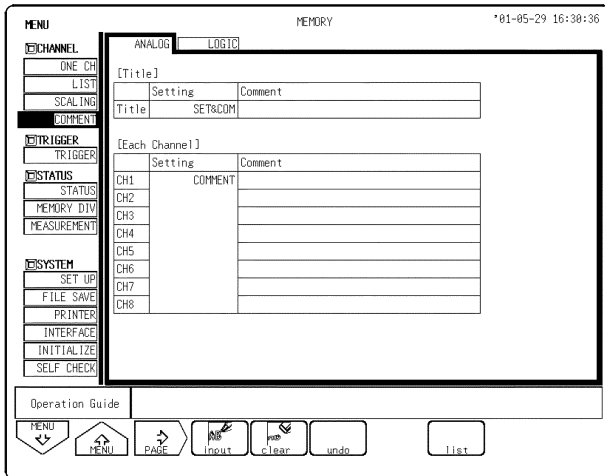 MENU MEMORY '01-05-29 16:30:36
ANALOG LOGIC
CHANNEL
ONE CH
LIST
SCALING
COMMENT
TRIGGER
TRIGGER
STATUS
STATUS
MEMORY DIV
MEASUREMENT
SYSTEM
SET UP
FILE SAVE
PRINTER
INTERFACE
INITIALIZE
SELF CHECK
[Title]
Setting Comment
Title SET&COM
[Each Channel]
Setting Comment
CH1 COMMENT
CH2
CH3
CH4
CH5
CH6
CH7
CH8
Operation Guide
MENU MENU PAGE input clear undo list